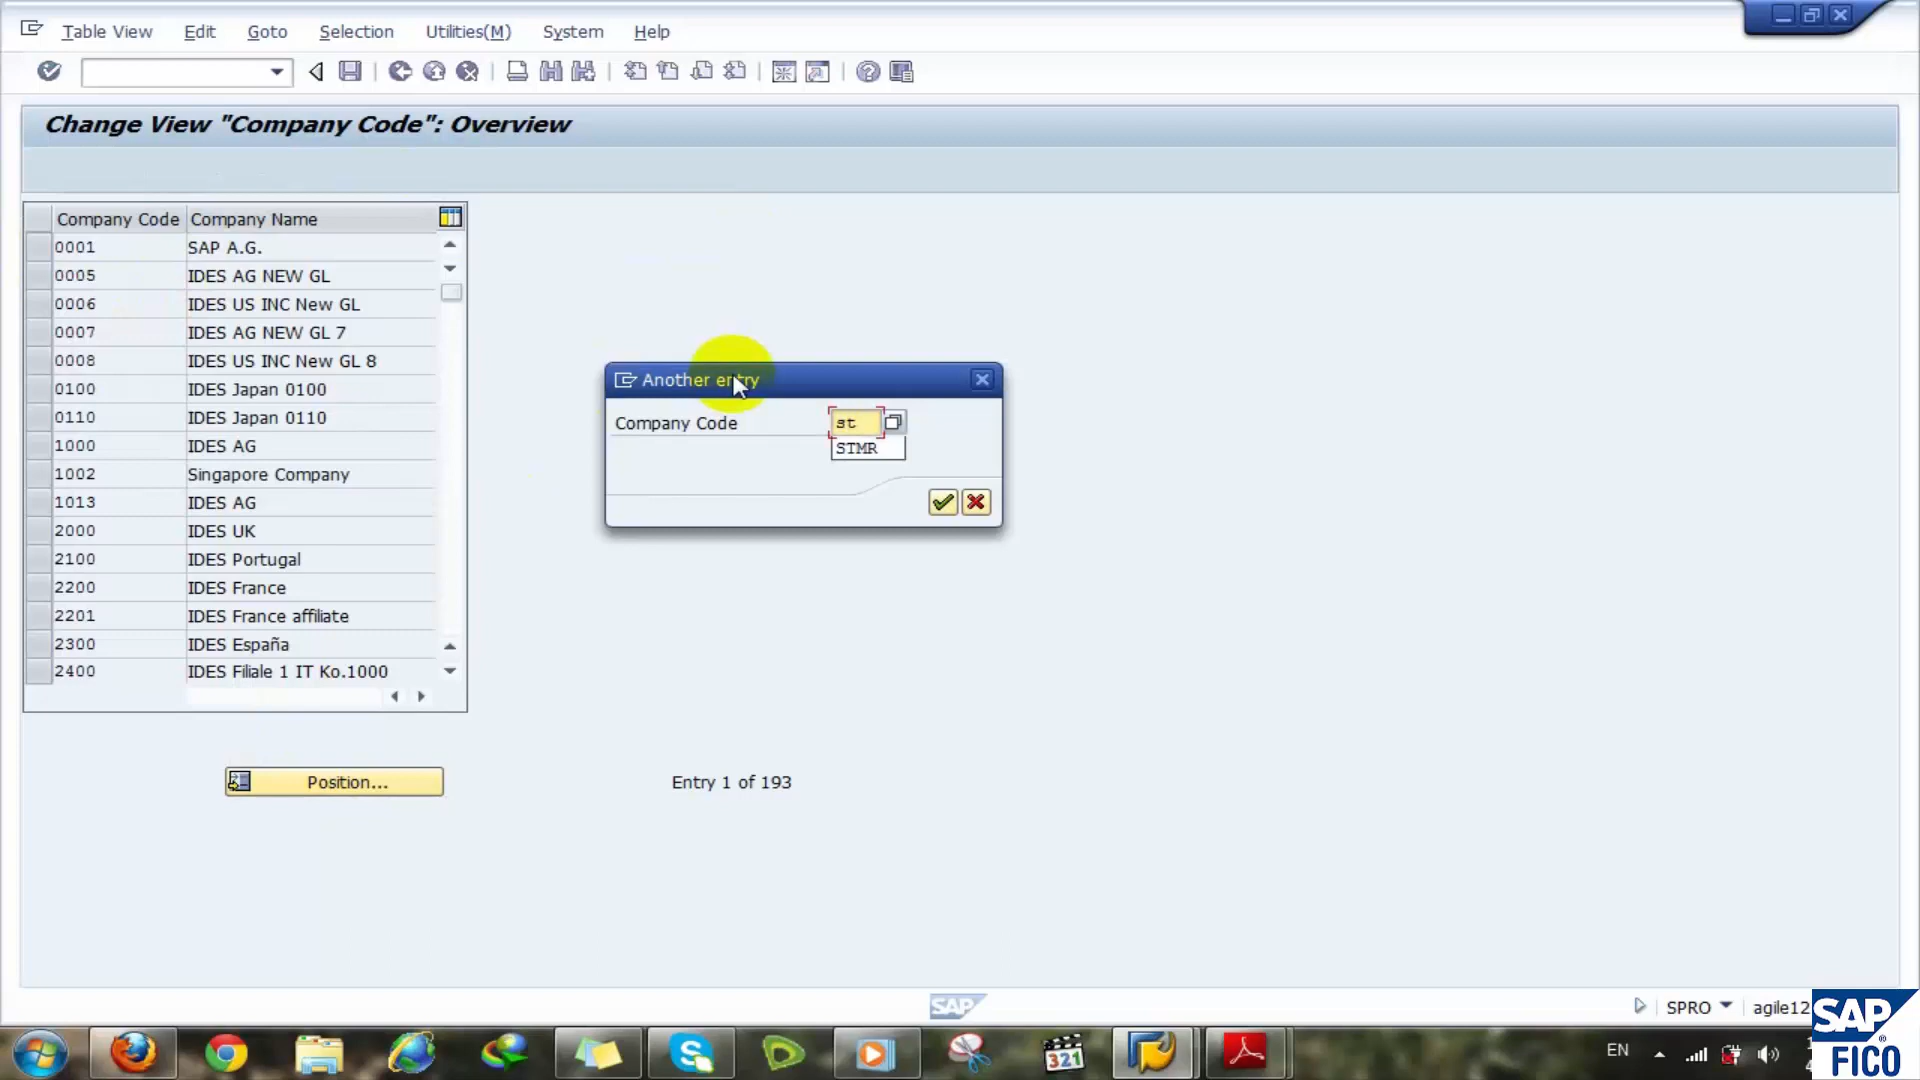 Table View Edit Goto Selection Utilities(M) System Help
Change View "Company Code": Overview
Company Code Company Name
0001 SAP A.G.
0005 IDES AG NEW GL
0006 IDES US INC New GL
0007 IDES AG NEW GL 7
0008 IDES US INC New GL 8
0100 IDES Japan 0100
0110 IDES Japan 0110
1000 IDES AG
1002 Singapore Company
1013 IDES AG
2000 IDES UK
2100 IDES Portugal
2200 IDES France
2201 IDES France affiliate
2300 IDES España
2400 IDES Filiale 1 IT Ko.1000
Another entry
Company Code st
STMR
Position... Entry 1 of 193
SAP SPRO agile12
321 EN
SAP
FICO